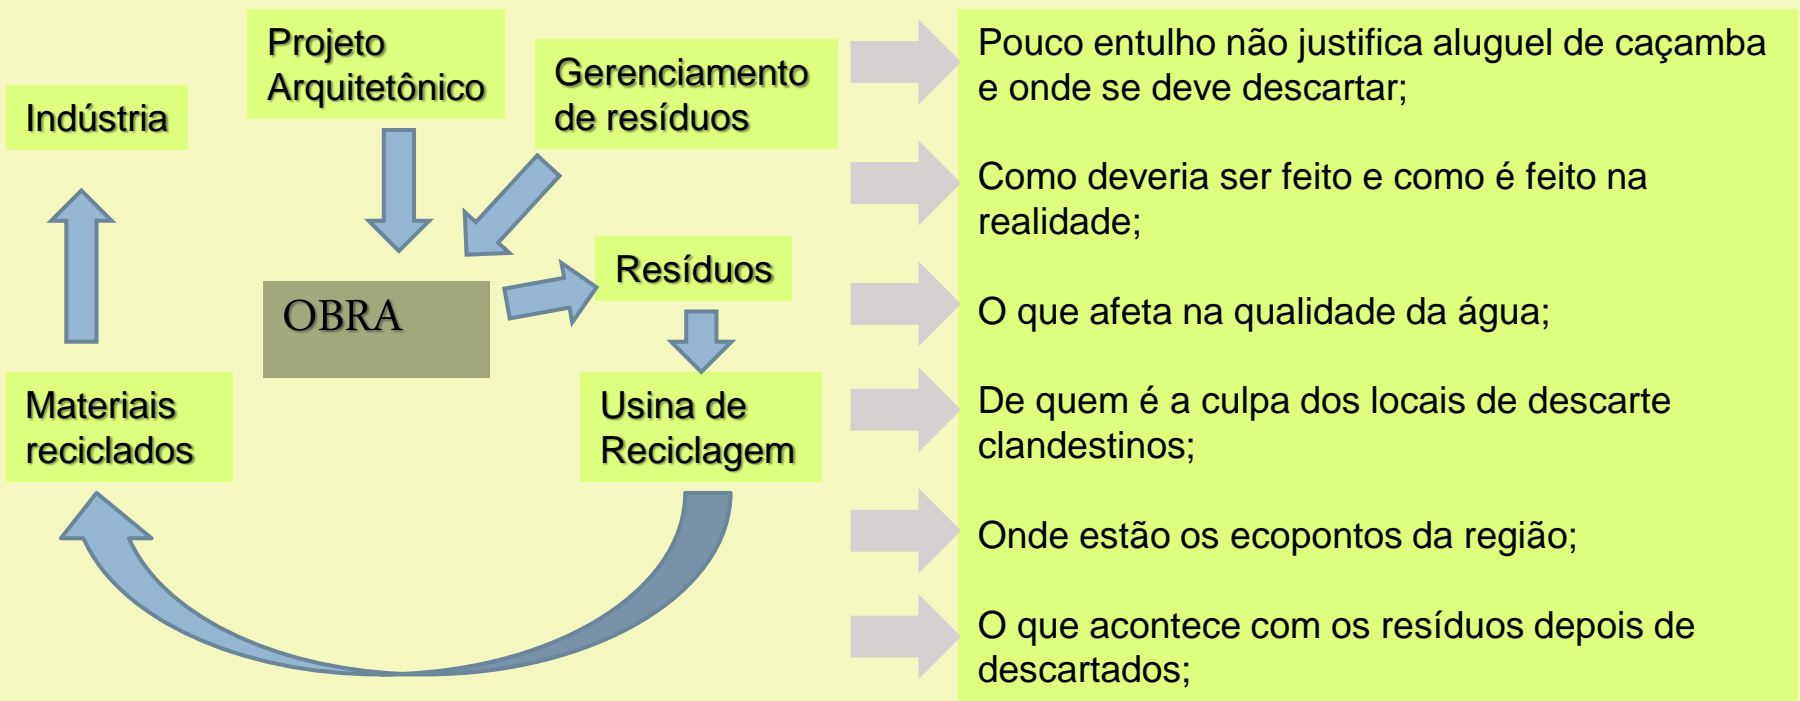 Projeto
Arquitetônico
Gerenciamento
de resíduos
Indústria
Resíduos
OBRA
Materiais
reciclados
Usina de
Reciclagem
Pouco entulho não justifica aluguel de caçamba
e onde se deve descartar;
Como deveria ser feito e como é feito na
realidade;
O que afeta na qualidade da água;
De quem é a culpa dos locais de descarte
clandestinos;
Onde estão os ecopontos da região;
O que acontece com os resíduos depois de
descartados;